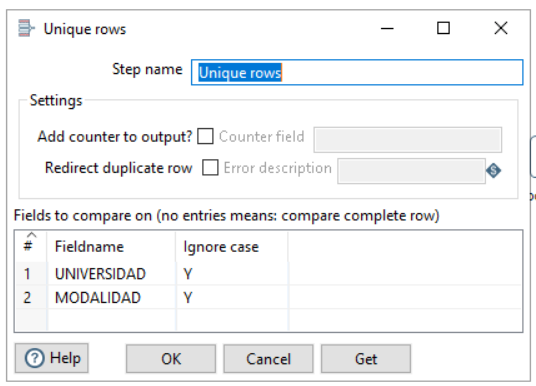 Unique rows
Step name Unique rows
Settings
Add counter to output? Counter field
Redirect duplicate row Error description
Fields to compare on (no entries means: compare complete row)
# Fieldname Ignore case
1 UNIVERSIDAD Y
2 MODALIDAD Y
Help OK Cancel Get